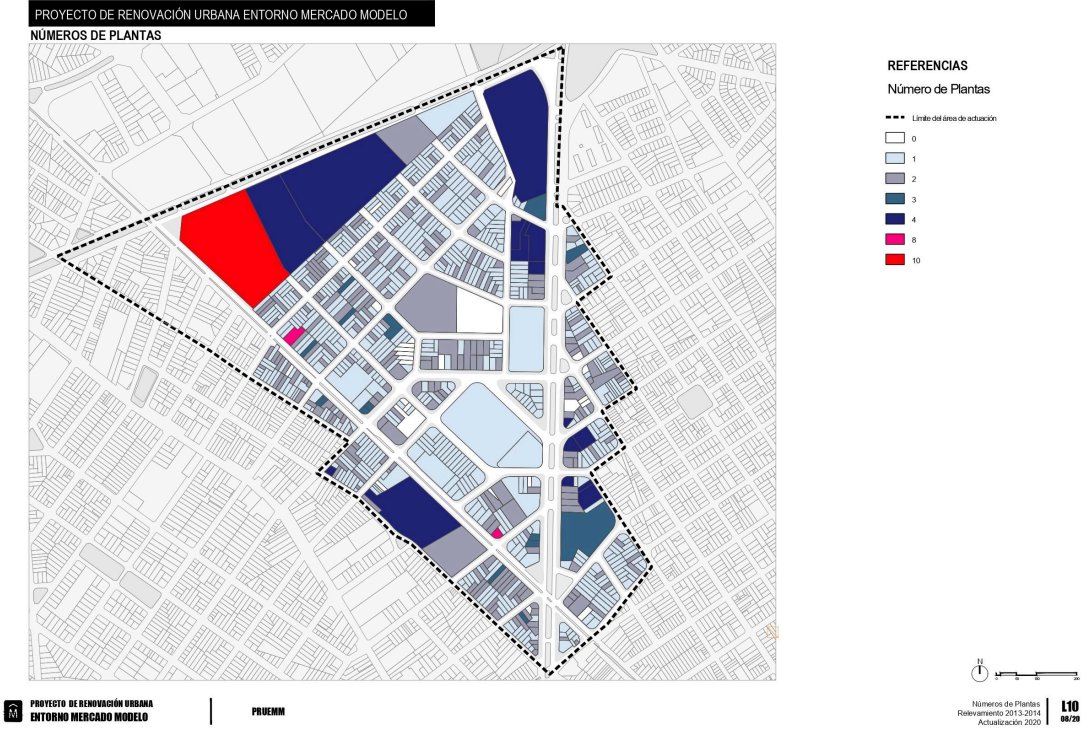 PROYECTO DE RENOVACIÓN URBANA ENTORNO MERCADO MODELO
NÚMEROS DE PLANTAS
REFERENCIAS
Número de Plantas
Límite del área de actuación
0
1
2
3
4
8
10
N
0
PROYECTO DE RENOVACIÓN URBANA
ENTORNO MERCADO MODELO
PRUEMM
Números de Plantas
Relevamiento 2013-2014
Actualización 2020
L10
08/20